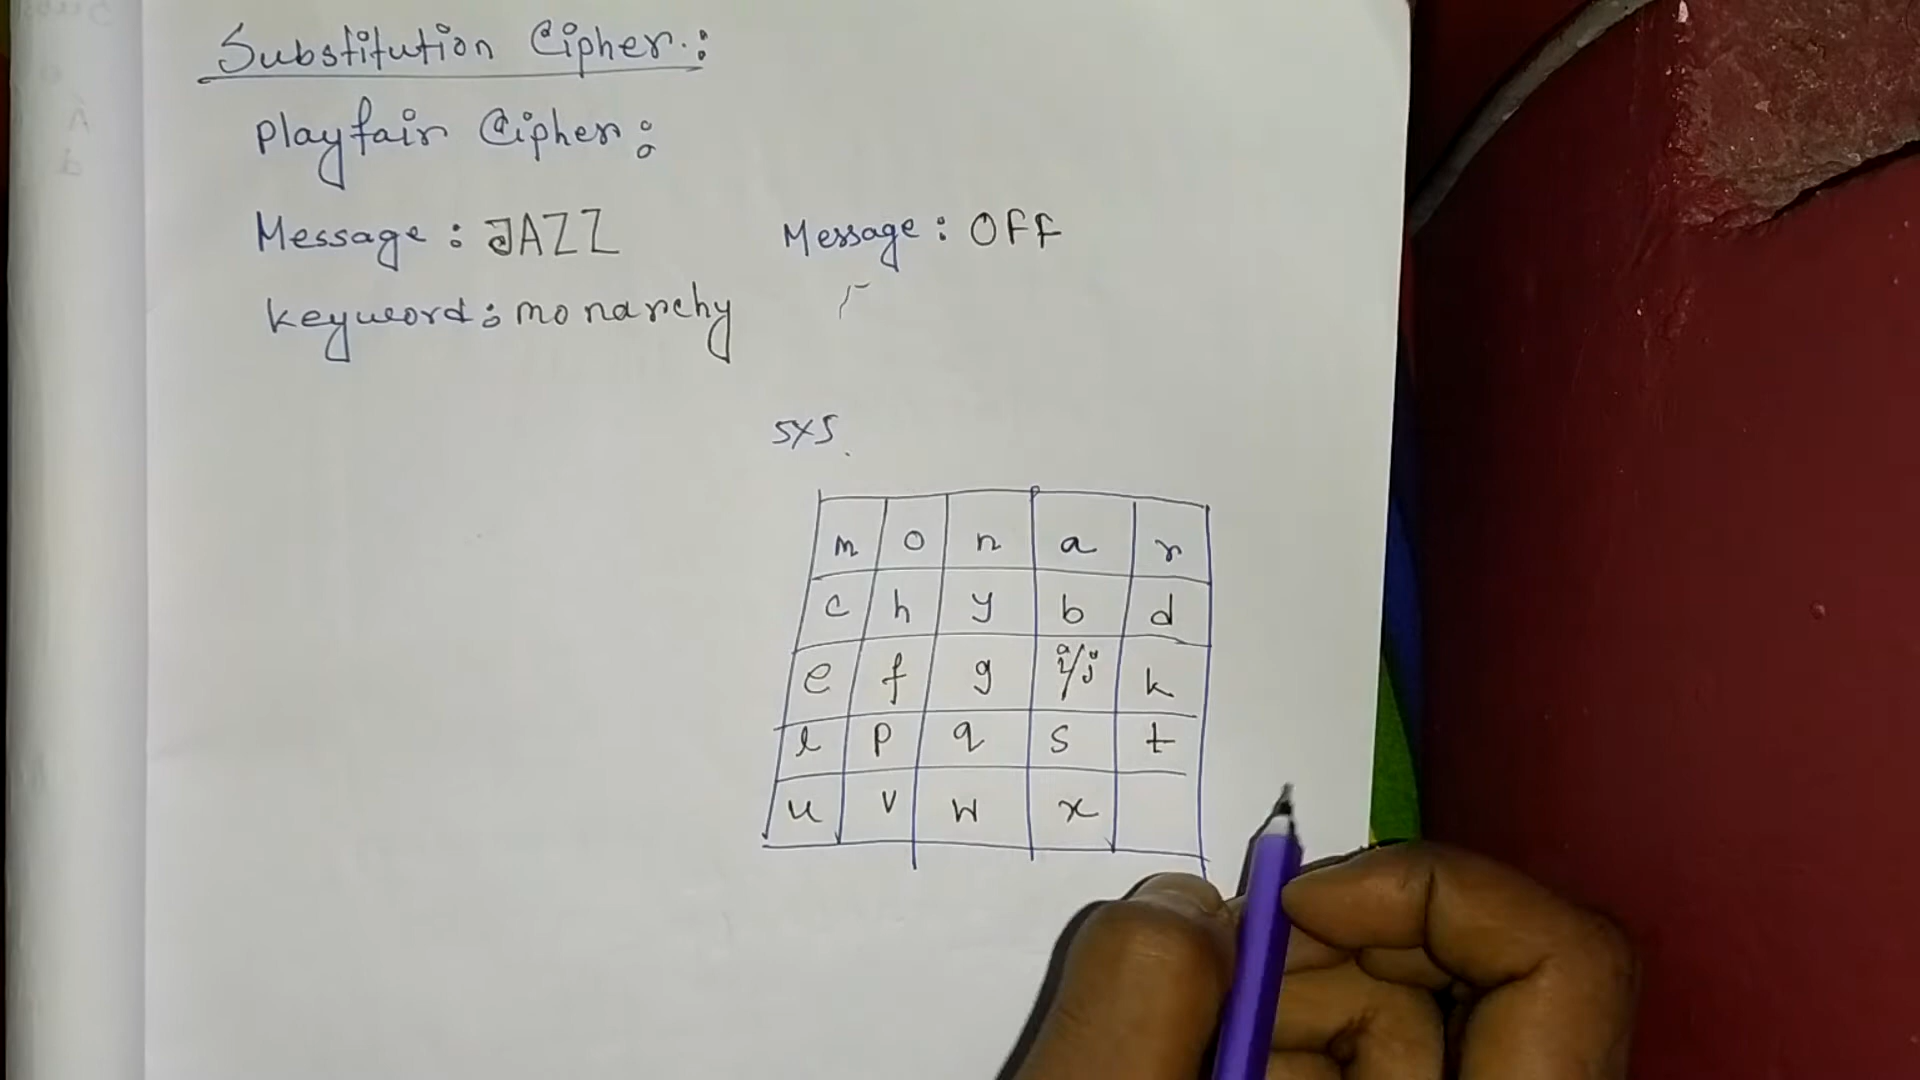 Substitution Cipher:
Playfair Cipher:
Message: JAZZ Message: OFF
keyword: monarchy
5x5
m o n a r
c h y b d
e f g i/j k
l p q s t
u v w x